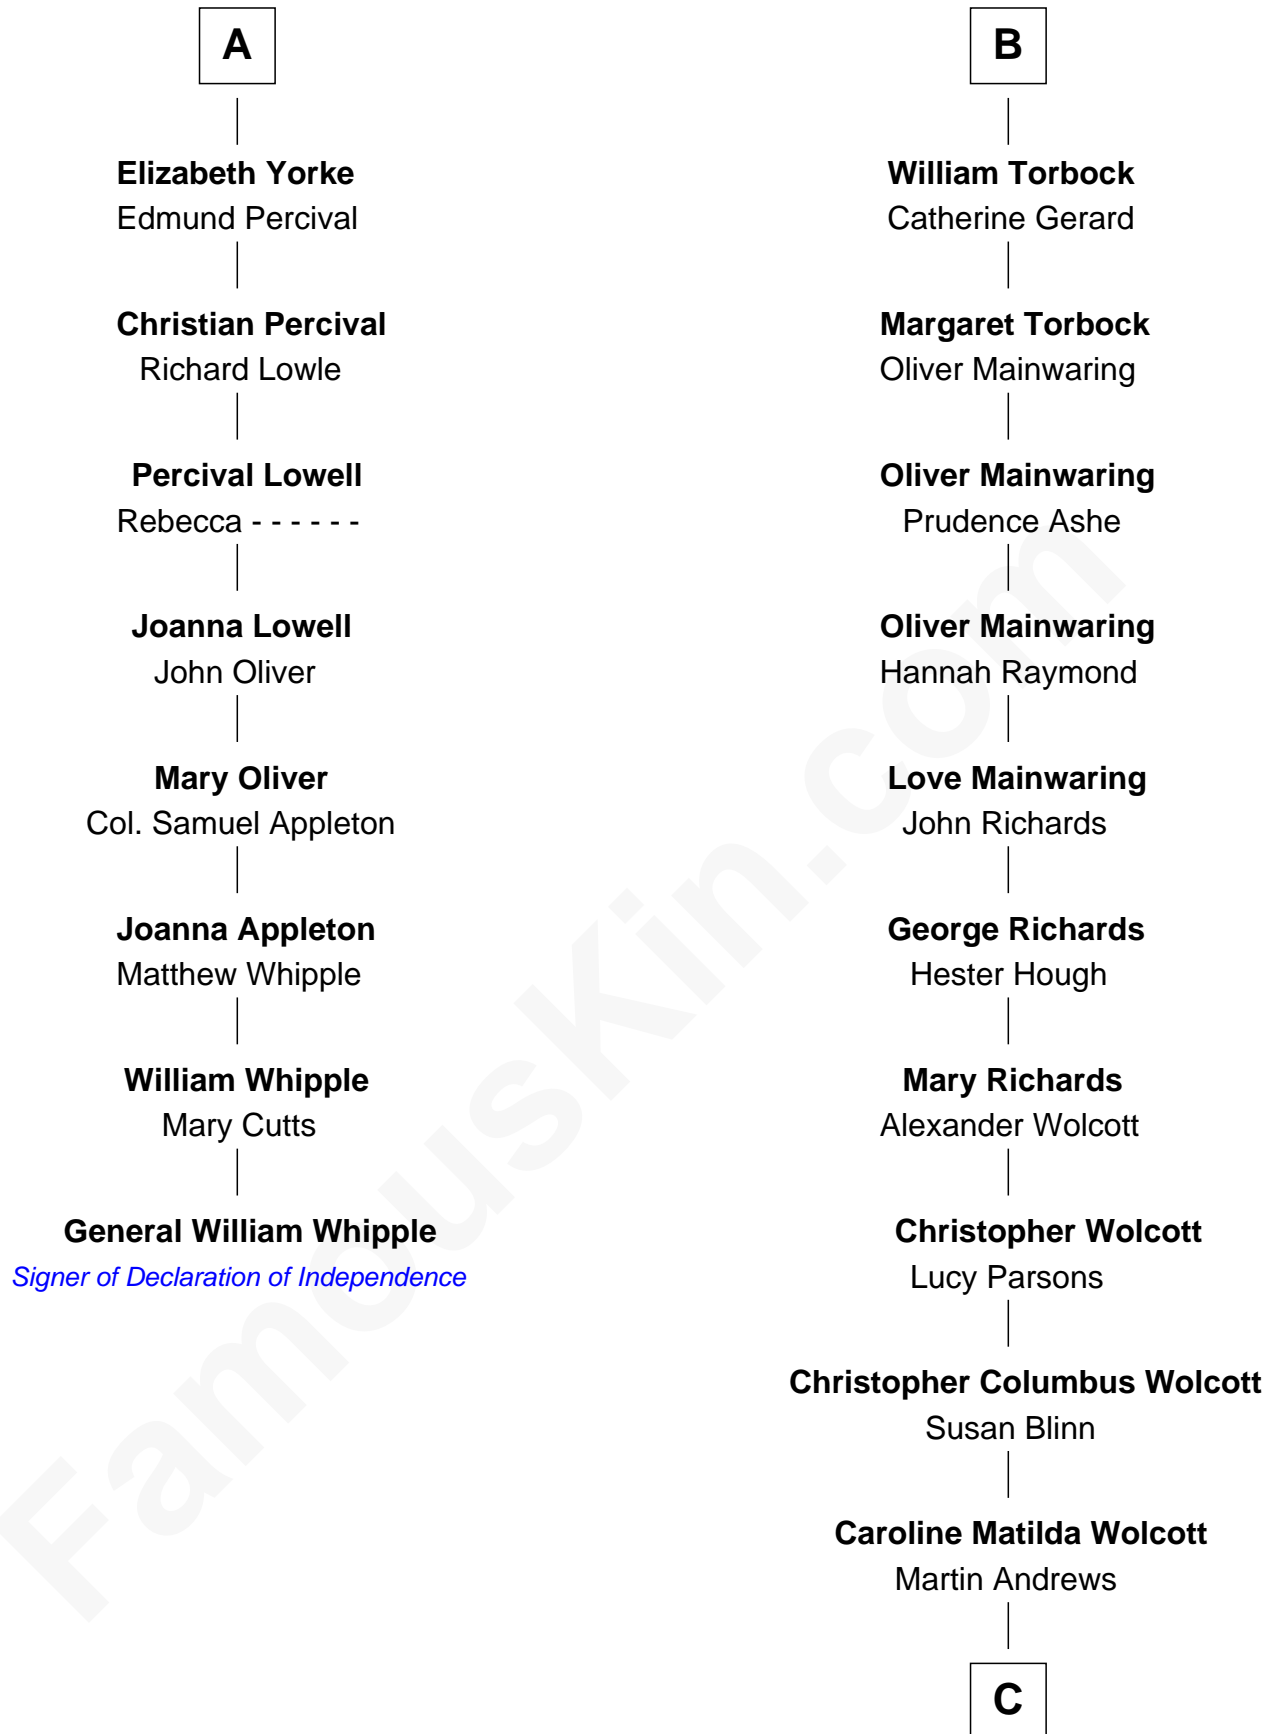 A
Elizabeth Yorke
Edmund Percival
Christian Percival
Richard Lowle
Percival Lowell
Rebecca - - - - - -
Joanna Lowell
John Oliver
Mary Oliver
Col. Samuel Appleton
Joanna Appleton
Matthew Whipple
William Whipple
Mary Cutts
General William Whipple
Signer of Declaration of Independence
B
William Torbock
Catherine Gerard
Margaret Torbock
Oliver Mainwaring
Oliver Mainwaring
Prudence Ashe
Oliver Mainwaring
Hannah Raymond
Love Mainwaring
John Richards
George Richards
Hester Hough
Mary Richards
Alexander Wolcott
Christopher Wolcott
Lucy Parsons
Christopher Columbus Wolcott
Susan Blinn
Caroline Matilda Wolcott
Martin Andrews
C
FamousKin.com